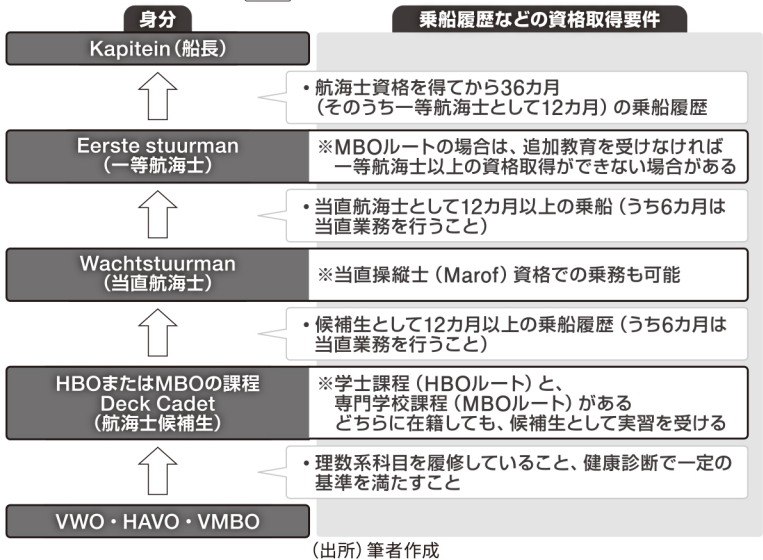 身分
乗船履歴などの資格取得要件
Kapitein（船長）
・航海士資格を得てから36カ月
（そのうち一等航海士として12カ月）の乗船履歴
Eerste stuurman
（一等航海士）
※MBOルートの場合は、追加教育を受けなければ
一等航海士以上の資格取得ができない場合がある
・当直航海士として12カ月以上の乗船（うち6カ月は
当直業務を行うこと）
Wachtstuurman
（当直航海士）
※当直操縦士（Marof）資格での乗務も可能
・候補生として12カ月以上の乗船履歴（うち6カ月は
当直業務を行うこと）
HBOまたはMBOの課程
Deck Cadet
（航海士候補生）
※学士課程（HBOルート）と、
専門学校課程（MBOルート）がある
どちらに在籍しても、候補生として実習を受ける
・理数系科目を履修していること、健康診断で一定の
基準を満たすこと
VWO・HAVO・VMBO
（出所）筆者作成